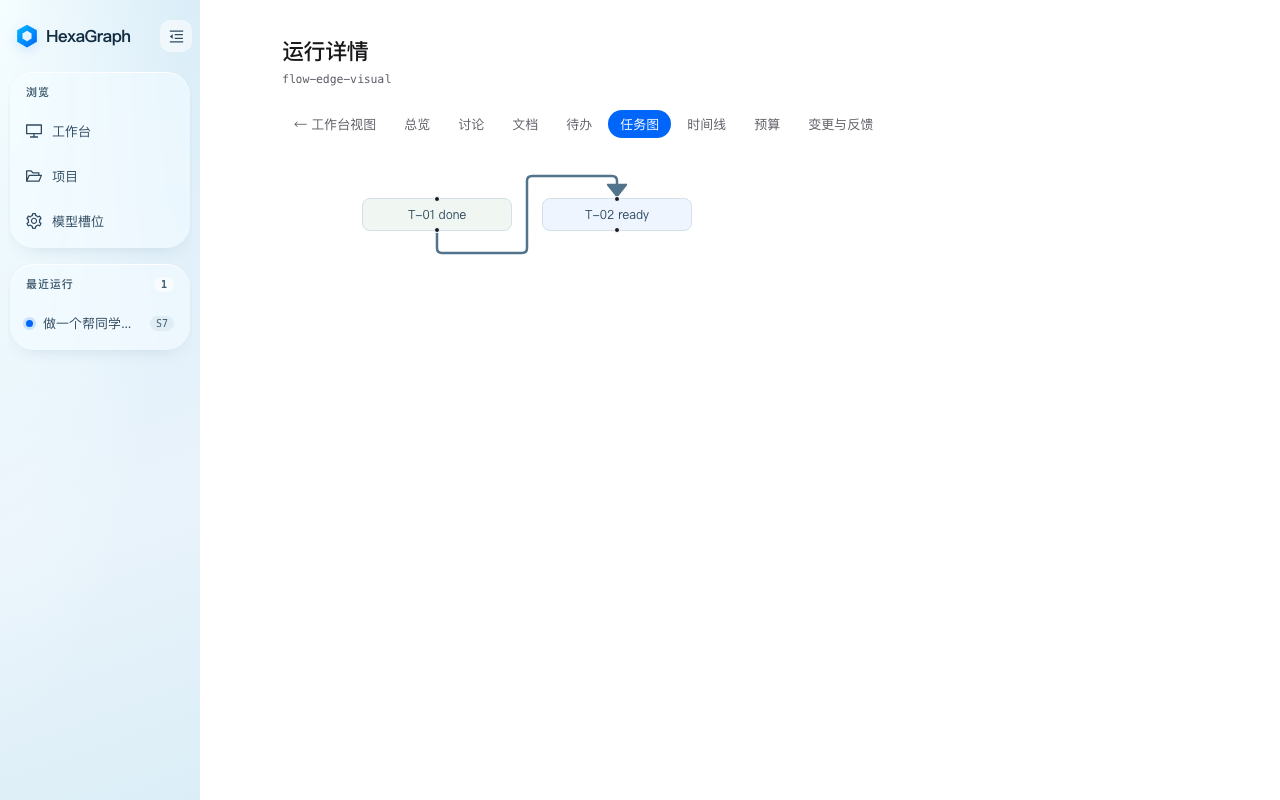 HexaGraph
浏览
工作台
项目
模型槽位
最近运行 1
做一个帮同学... S7
运行详情
flow-edge-visual
← 工作台视图 总览 讨论 文档 待办 任务图 时间线 预算 变更与反馈
T-01 done T-02 ready